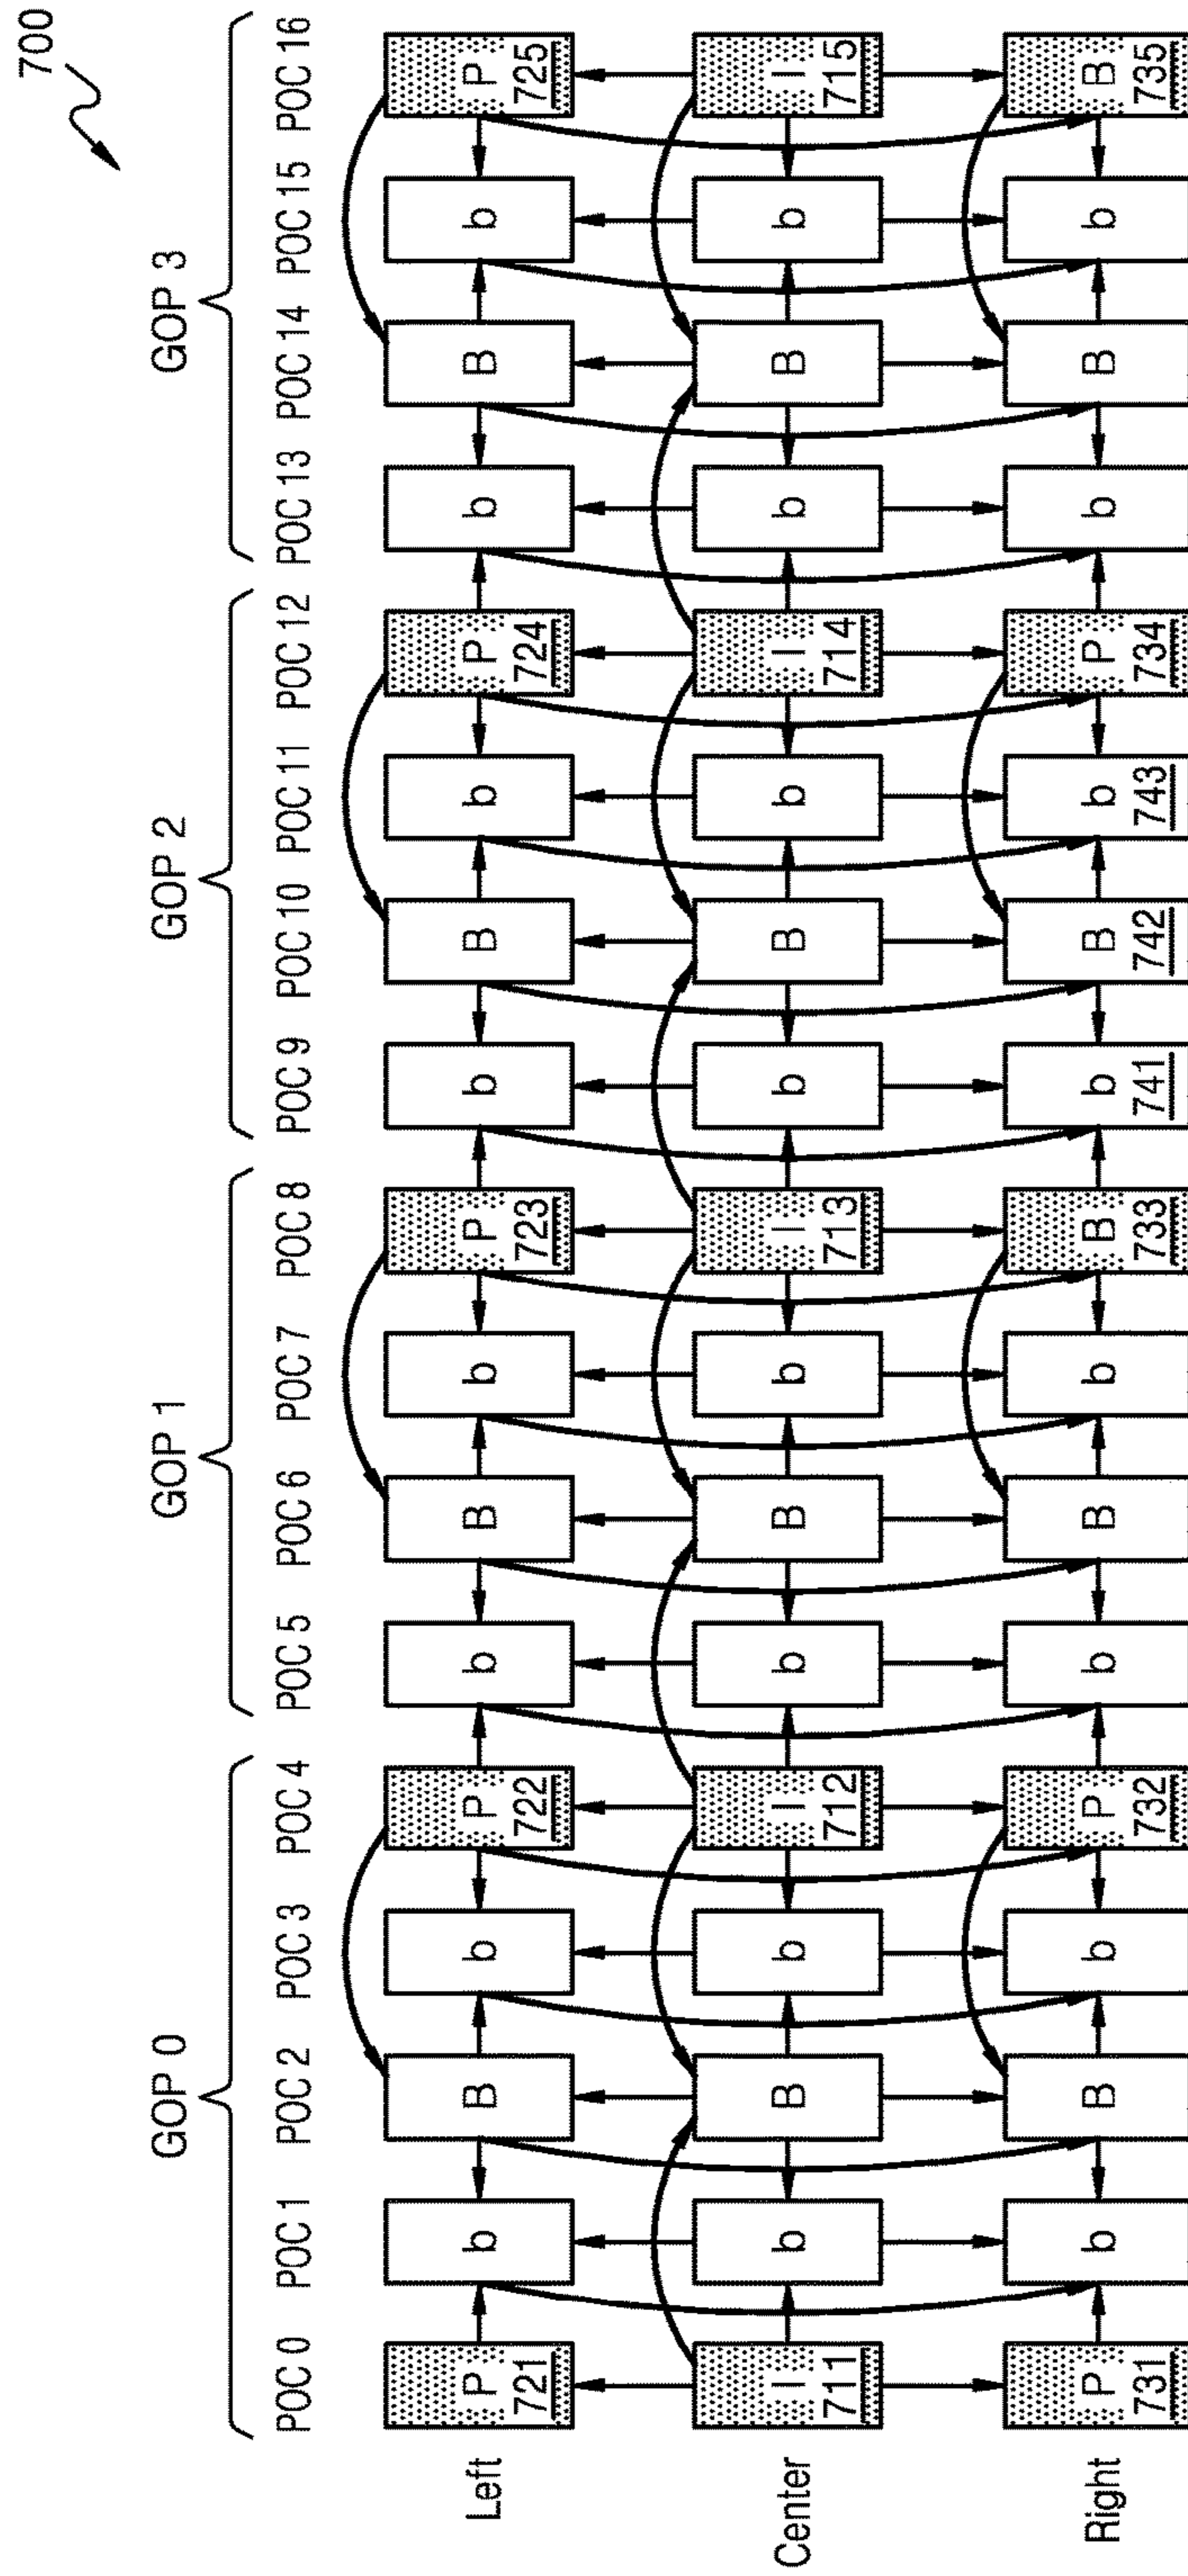 700
GOP 0 GOP 1 GOP 2 GOP 3
POC 0 POC 1 POC 2 POC 3 POC 4 POC 5 POC 6 POC 7 POC 8 POC 9 POC 10 POC 11 POC 12 POC 13 POC 14 POC 15 POC 16
Left P b B b P b B b P b B b P b B b P
721 722 723 724 725
Center I b B b I b B b I b B b I b B b I
711 712 713 714 715
Right P b B b P b B b B b B b P b B b B
731 732 733 741 742 743 734 735